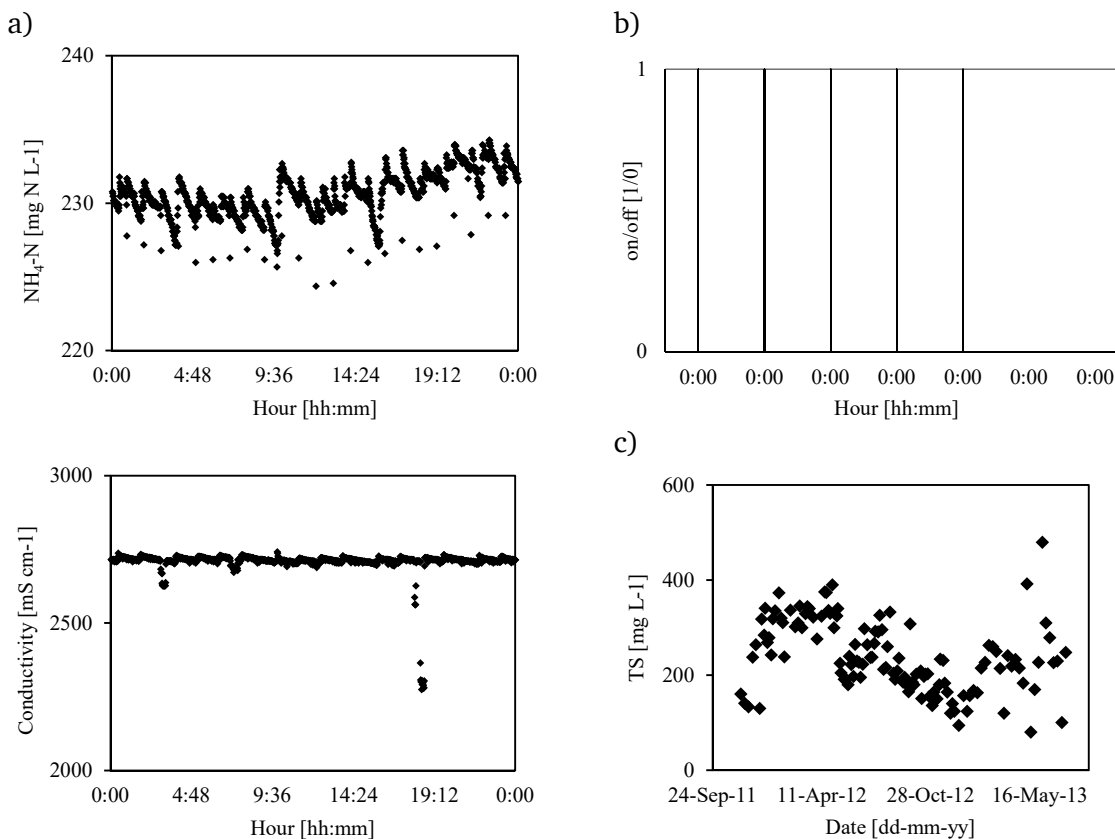 a)
240
230
220
NH₄-N [mg N L-1]
0:00 4:48 9:36 14:24 19:12 0:00
Hour [hh:mm]
b)
1
0
on/off [1/0]
0:00 0:00 0:00 0:00 0:00 0:00 0:00
Hour [hh:mm]
3000
2500
2000
Conductivity [mS cm-1]
0:00 4:48 9:36 14:24 19:12 0:00
Hour [hh:mm]
c)
600
400
200
0
TS [mg L-1]
24-Sep-11 11-Apr-12 28-Oct-12 16-May-13
Date [dd-mm-yy]